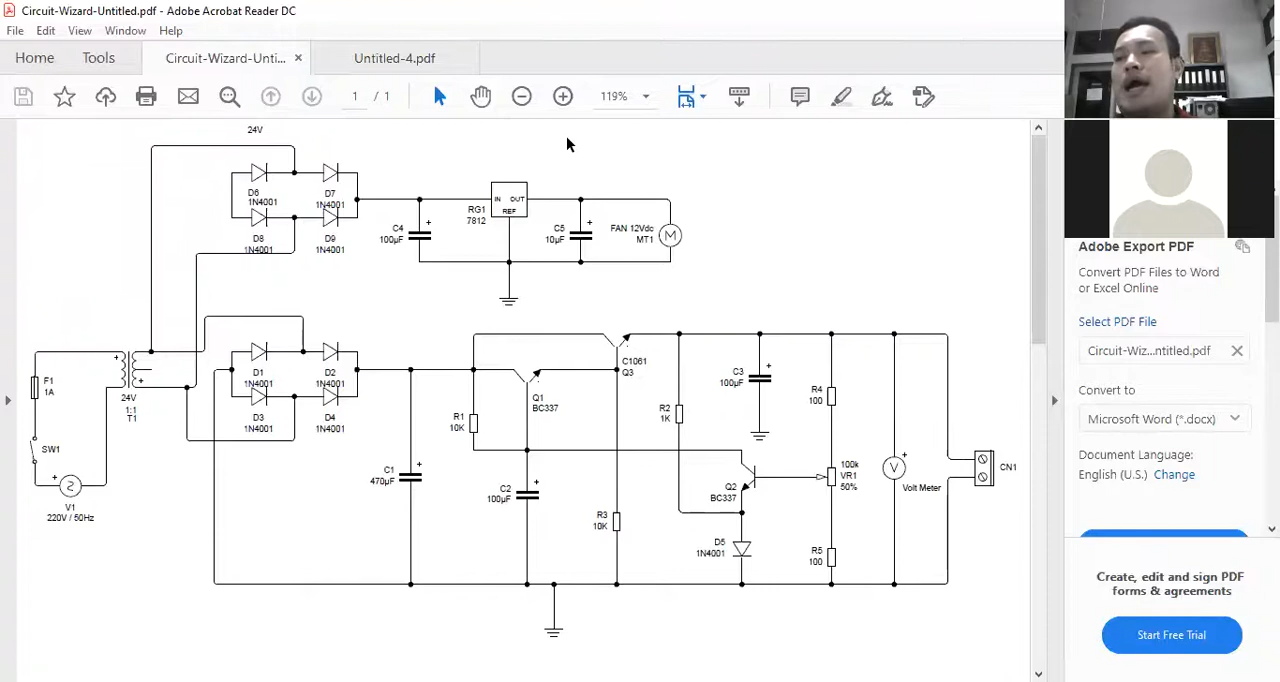 Circuit-Wizard-Untitled.pdf - Adobe Acrobat Reader DC
File Edit View Window Help
Home Tools Circuit-Wizard-Unti... × Untitled-4.pdf
1 / 1 119%
24V
D6
1N4001
D7
1N4001
D8
1N4001
D9
1N4001
C4
100µF
RG1
7812
IN OUT
REF
C5
10µF
FAN 12Vdc
MT1
M
F1
1A
SW1
V1
220V / 50Hz
24V
1:1
T1
D1
1N4001
D2
1N4001
D3
1N4001
D4
1N4001
C1
470µF
R1
10K
Q1
BC337
C2
100µF
C1061
Q3
R3
10K
R2
1K
C3
100µF
Q2
BC337
D5
1N4001
R4
100
100k
VR1
50%
R5
100
V
Volt Meter
CN1
Adobe Export PDF
Convert PDF Files to Word
or Excel Online
Select PDF File
Circuit-Wiz...ntitled.pdf
Convert to
Microsoft Word (*.docx)
Document Language:
English (U.S.) Change
Create, edit and sign PDF
forms & agreements
Start Free Trial